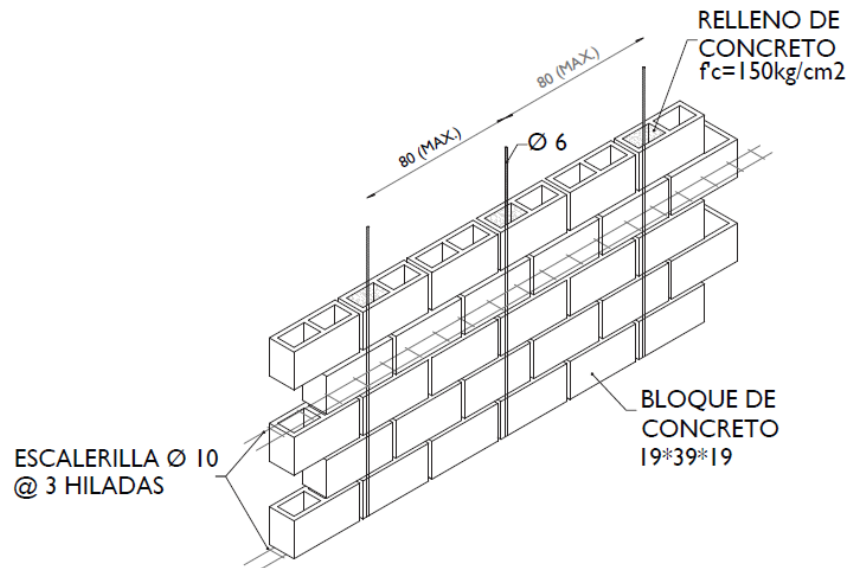 RELLENO DE
CONCRETO
f'c=150kg/cm2
80 (MAX.)
80 (MAX.)
Ø 6
BLOQUE DE
CONCRETO
19*39*19
ESCALERILLA Ø 10
@ 3 HILADAS